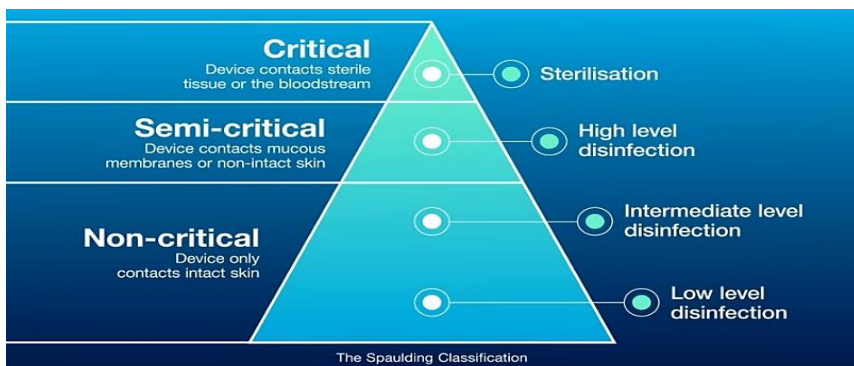 Critical
Device contacts sterile
tissue or the bloodstream
Sterilisation
Semi-critical
Device contacts mucous
membranes or non-intact skin
High level
disinfection
Non-critical
Device only
contacts intact skin
Intermediate level
disinfection
Low level
disinfection
The Spaulding Classification